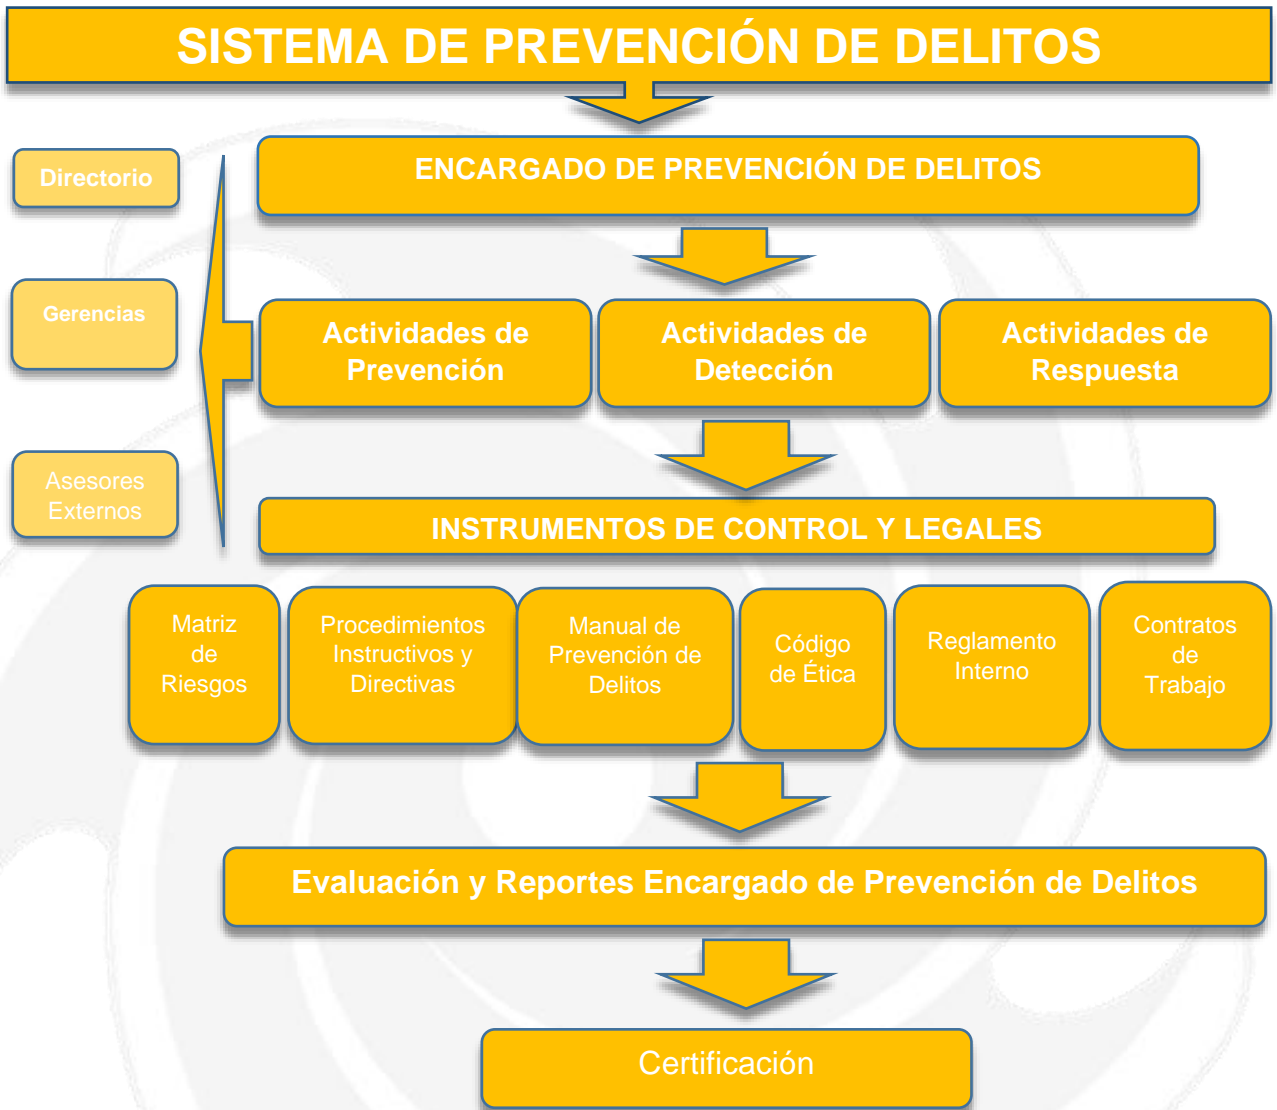 SISTEMA DE PREVENCIÓN DE DELITOS
Directorio
ENCARGADO DE PREVENCIÓN DE DELITOS
Gerencias
Actividades de
Prevención
Actividades de
Detección
Actividades de
Respuesta
Asesores
Externos
INSTRUMENTOS DE CONTROL Y LEGALES
Matriz
de
Riesgos
Procedimientos
Instructivos y
Directivas
Manual de
Prevención de
Delitos
Código
de Ética
Reglamento
Interno
Contratos
de
Trabajo
Evaluación y Reportes Encargado de Prevención de Delitos
Certificación